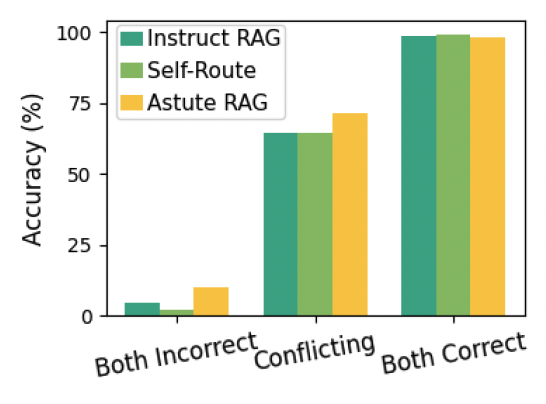 Instruct RAG
Self-Route
Astute RAG
Accuracy (%)
100
75
50
25
0
Both Incorrect
Conflicting
Both Correct